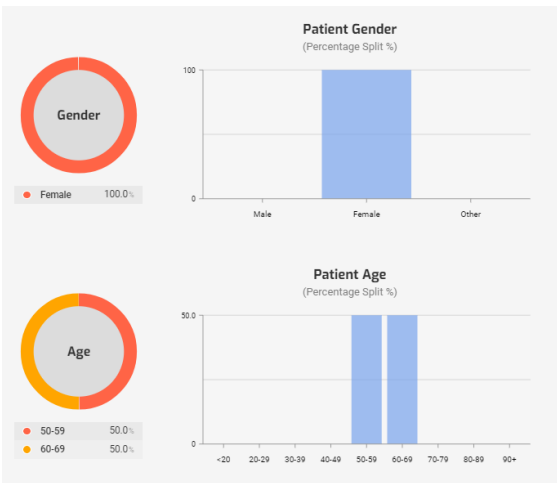 Patient Gender
(Percentage Split %)
Gender
Female 100.0%
100
0
Male Female Other
Patient Age
(Percentage Split %)
Age
50-59 50.0%
60-69 50.0%
50.0
0
<20 20-29 30-39 40-49 50-59 60-69 70-79 80-89 90+